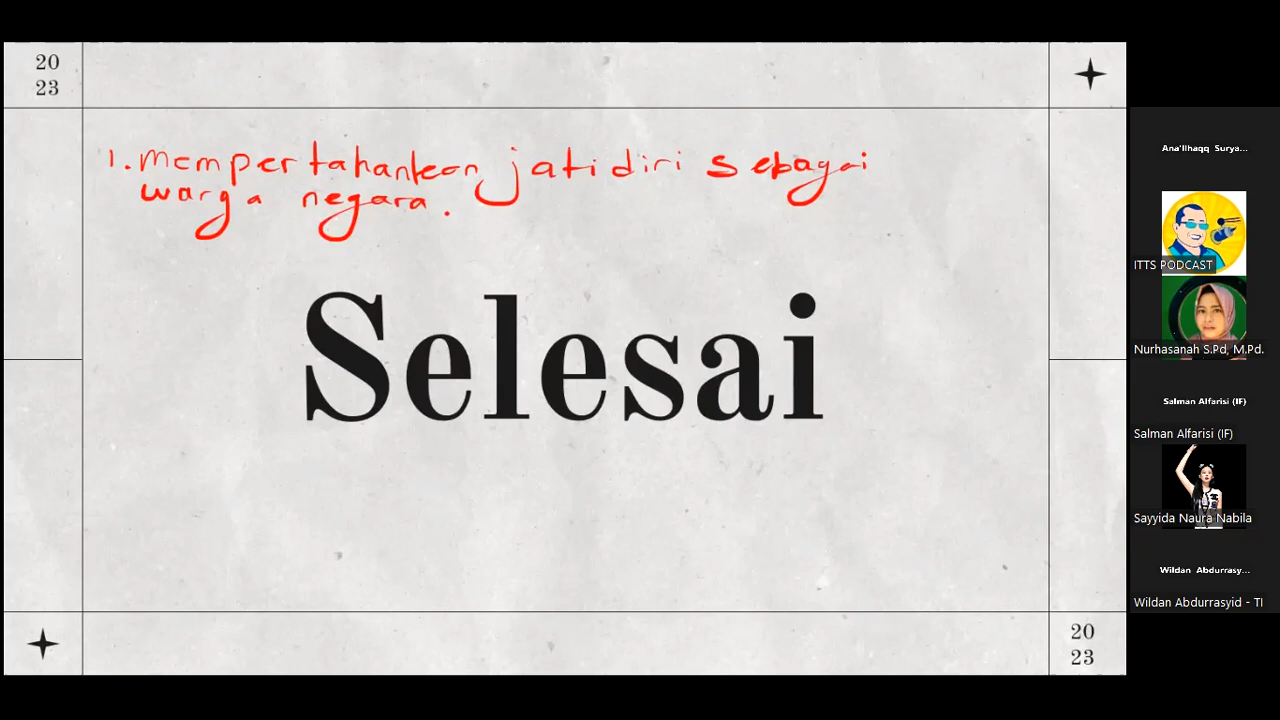 20
23
1. mempertahankan jati diri sebagai
warga negara.
Selesai
20
23
Ana'Ilhaqq Surya...
ITTS PODCAST
Nurhasanah S.Pd, M.Pd.
Salman Alfarisi (IF)
Salman Alfarisi (IF)
Sayyida Naura Nabila
Wildan Abdurrasy...
Wildan Abdurrasyid - TI